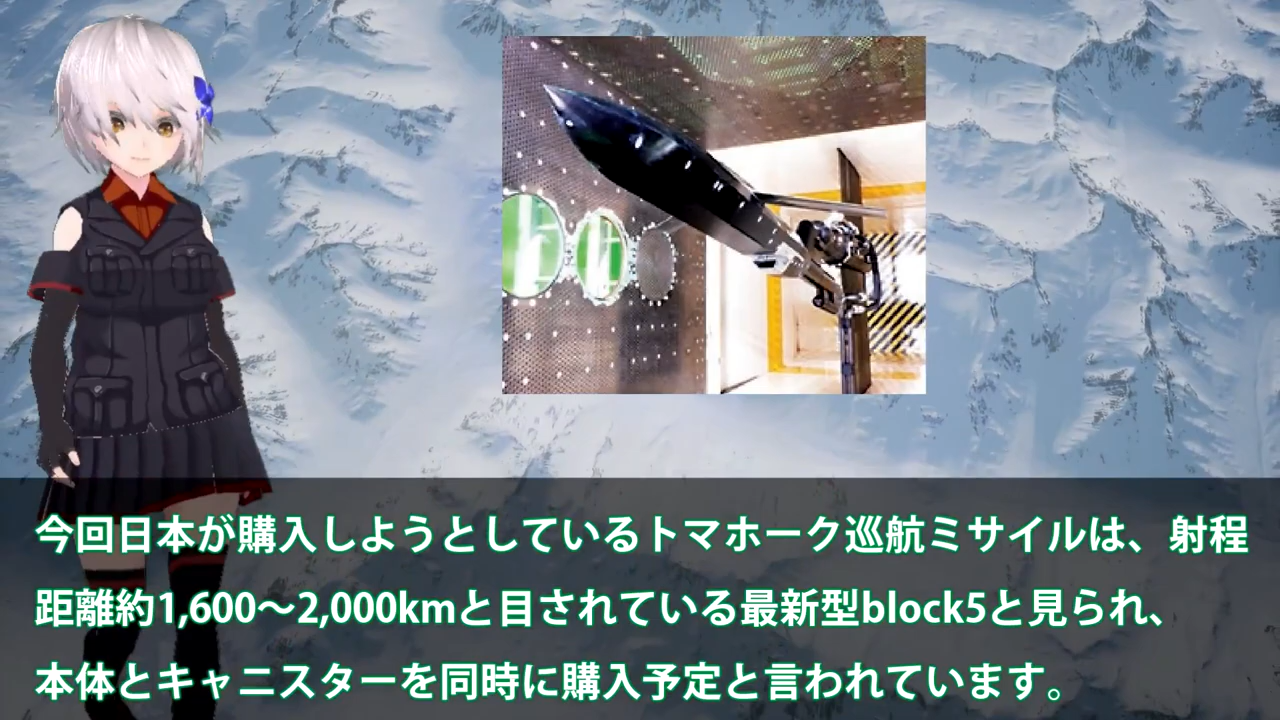 今回日本が購入しようとしているトマホーク巡航ミサイルは、射程
距離約1,600～2,000kmと目されている最新型block5と見られ、
本体とキャニスターを同時に購入予定と言われています。